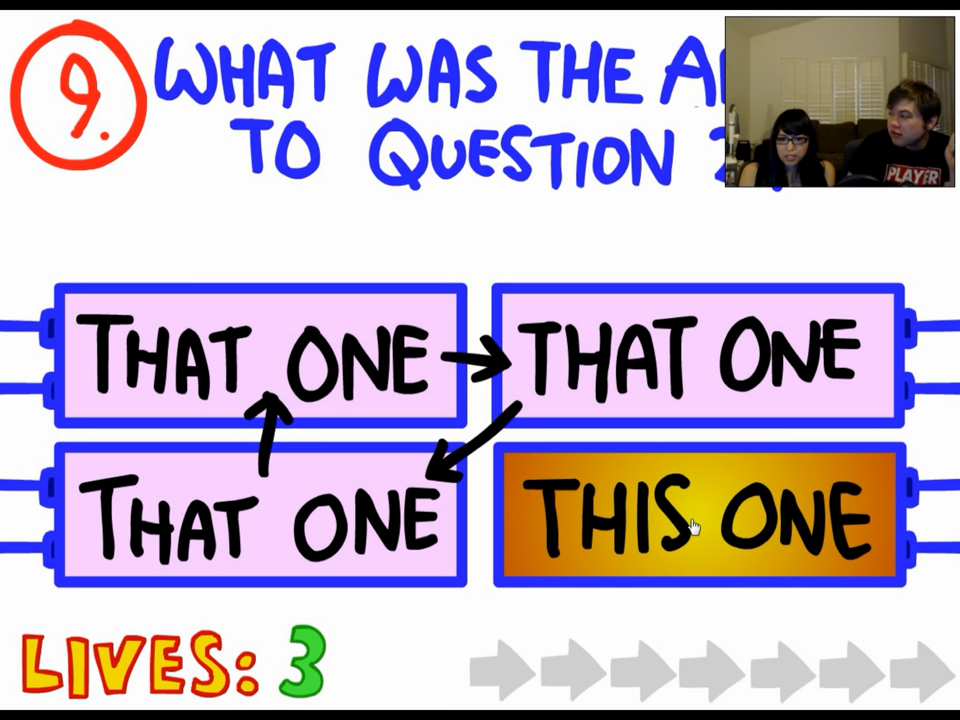 9.
WHAT WAS THE
TO QUESTION
THAT ONE
THAT ONE
THAT ONE
THIS ONE
LIVES: 3
PLAYER